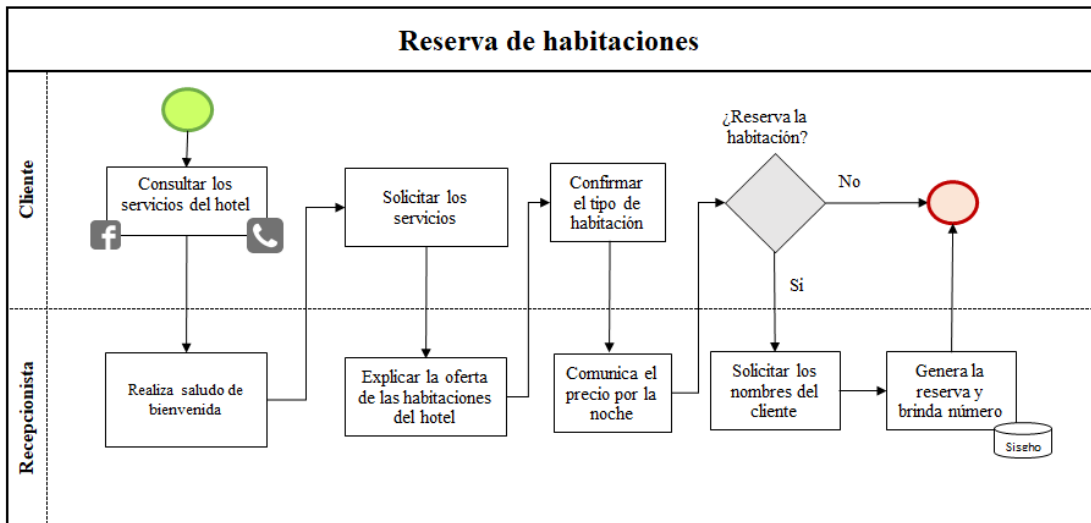 Reserva de habitaciones
Cliente
Consultar los
servicios del hotel
Solicitar los
servicios
Confirmar
el tipo de
habitación
¿Reserva la
habitación?
No
Si
Recepcionista
Realiza saludo de
bienvenida
Explicar la oferta
de las habitaciones
del hotel
Comunica el
precio por la
noche
Solicitar los
nombres del
cliente
Genera la
reserva y
brinda número
Siseho